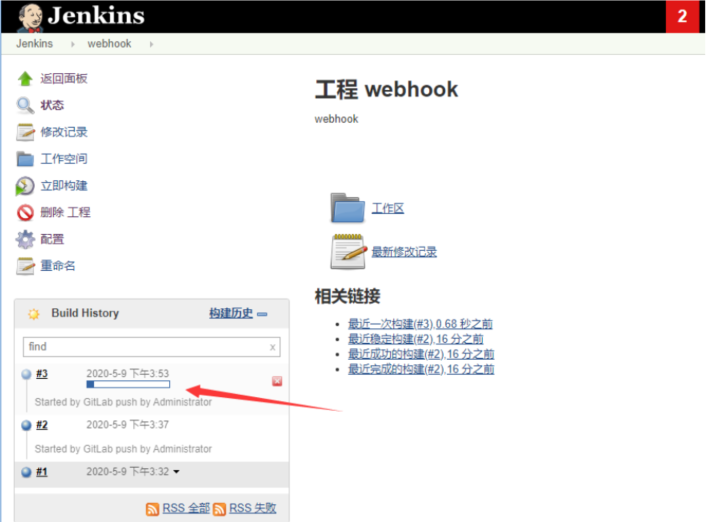 Jenkins
2
Jenkins
webhook
返回面板
状态
修改记录
工作空间
立即构建
删除 工程
配置
重命名
工程 webhook
webhook
工作区
最新修改记录
相关链接
最近一次构建(#3),0.68 秒之前
最近稳定构建(#2),16 分之前
最近成功的构建(#2),16 分之前
最近完成的构建(#2),16 分之前
Build History
构建历史
find
x
#3 2020-5-9 下午3:53
Started by GitLab push by Administrator
#2 2020-5-9 下午3:37
Started by GitLab push by Administrator
#1 2020-5-9 下午3:32
RSS 全部 RSS 失败